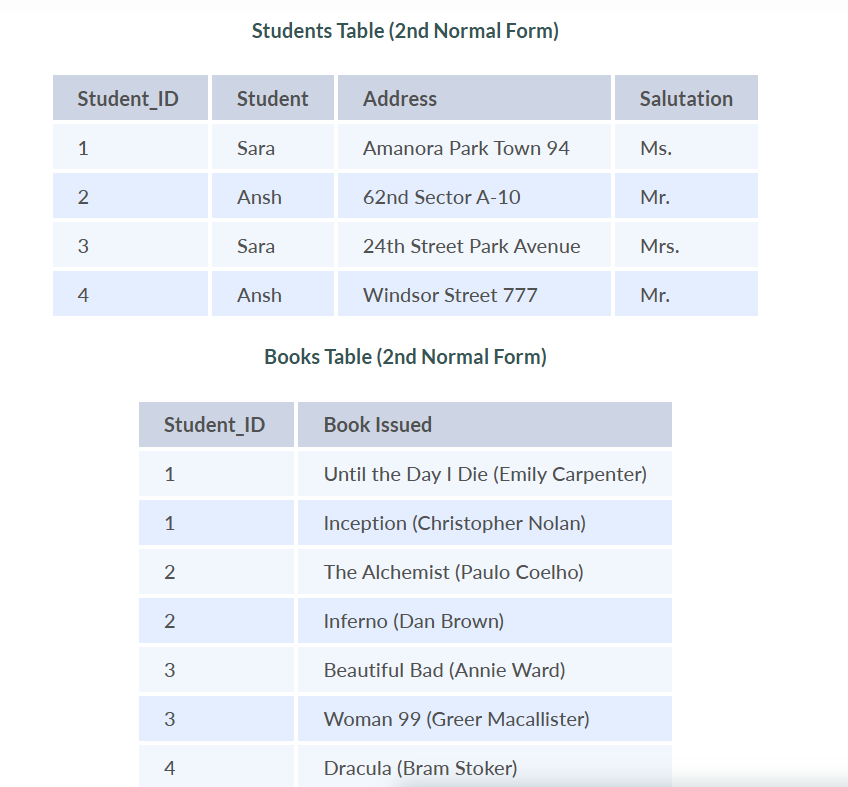 Students Table (2nd Normal Form)
Student_ID Student Address Salutation
1 Sara Amanora Park Town 94 Ms.
2 Ansh 62nd Sector A-10 Mr.
3 Sara 24th Street Park Avenue Mrs.
4 Ansh Windsor Street 777 Mr.
Books Table (2nd Normal Form)
Student_ID Book Issued
1 Until the Day I Die (Emily Carpenter)
1 Inception (Christopher Nolan)
2 The Alchemist (Paulo Coelho)
2 Inferno (Dan Brown)
3 Beautiful Bad (Annie Ward)
3 Woman 99 (Greer Macallister)
4 Dracula (Bram Stoker)